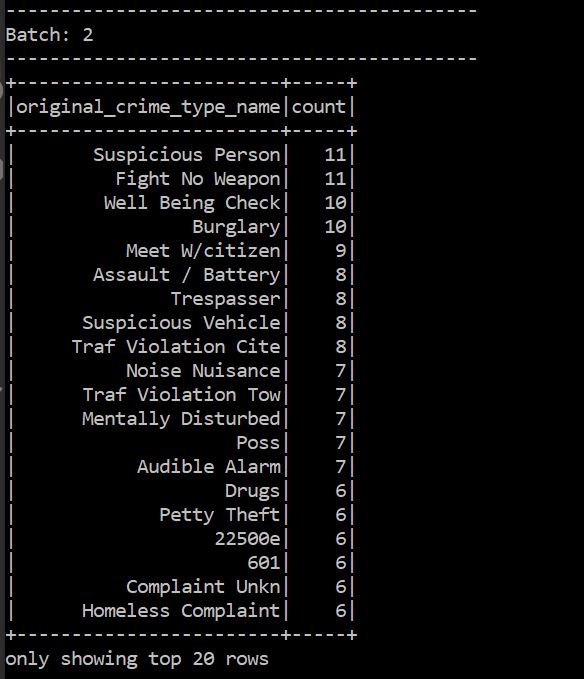 -------------------------------------------
Batch: 2
-------------------------------------------
+------------------------+-----+
|original_crime_type_name|count|
+------------------------+-----+
|       Suspicious Person|   11|
|         Fight No Weapon|   11|
|        Well Being Check|   10|
|                Burglary|   10|
|          Meet W/citizen|    9|
|       Assault / Battery|    8|
|              Trespasser|    8|
|      Suspicious Vehicle|    8|
|     Traf Violation Cite|    8|
|          Noise Nuisance|    7|
|      Traf Violation Tow|    7|
|      Mentally Disturbed|    7|
|                    Poss|    7|
|           Audible Alarm|    7|
|                   Drugs|    6|
|             Petty Theft|    6|
|                  22500e|    6|
|                     601|    6|
|          Complaint Unkn|    6|
|      Homeless Complaint|    6|
+------------------------+-----+
only showing top 20 rows